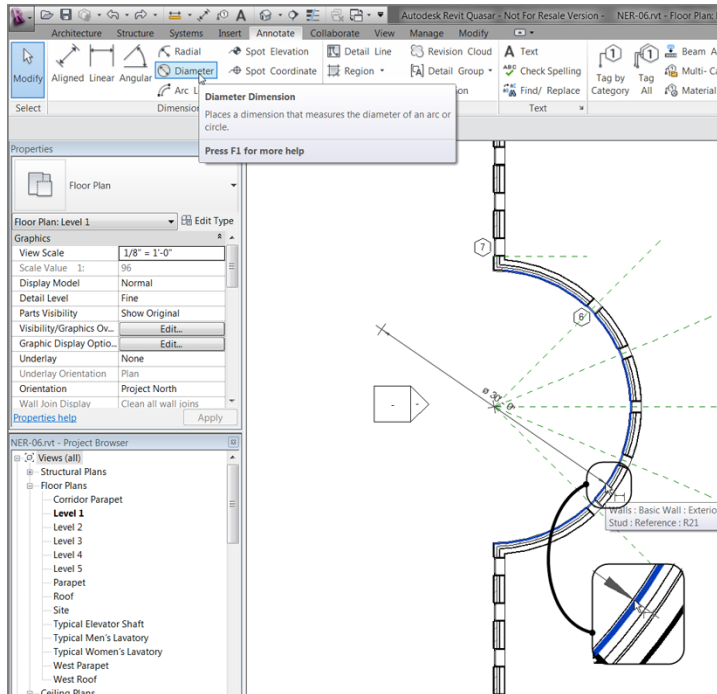 Autodesk Revit Quasar - Not For Resale Version - NER-06.rvt - Floor Plan:
Architecture Structure Systems Insert Annotate Collaborate View Manage Modify
Modify
Aligned Linear Angular
Radial
Diameter
Arc L
Spot Elevation
Spot Coordinate
Detail Line
Region
Revision Cloud
Detail Group
on
A Text
ABC Check Spelling
Find/ Replace
Tag by
Category
Tag
All
Beam A
Multi- Ca
Material
Select
Dimension
Text
Diameter Dimension
Places a dimension that measures the diameter of an arc or
circle.
Press F1 for more help
Properties
Floor Plan
Floor Plan: Level 1
Edit Type
Graphics
View Scale 1/8" = 1'-0"
Scale Value 1: 96
Display Model Normal
Detail Level Fine
Parts Visibility Show Original
Visibility/Graphics Ov... Edit...
Graphic Display Optio... Edit...
Underlay None
Underlay Orientation Plan
Orientation Project North
Wall Join Display Clean all wall joins
Properties help
Apply
NER-06.rvt - Project Browser
Views (all)
Structural Plans
Floor Plans
Corridor Parapet
Level 1
Level 2
Level 3
Level 4
Level 5
Parapet
Roof
Site
Typical Elevator Shaft
Typical Men's Lavatory
Typical Women's Lavatory
West Parapet
West Roof
Ceiling Plans
7
6
ø 30' - 0"
Walls : Basic Wall : Exterio
Stud : Reference : R21